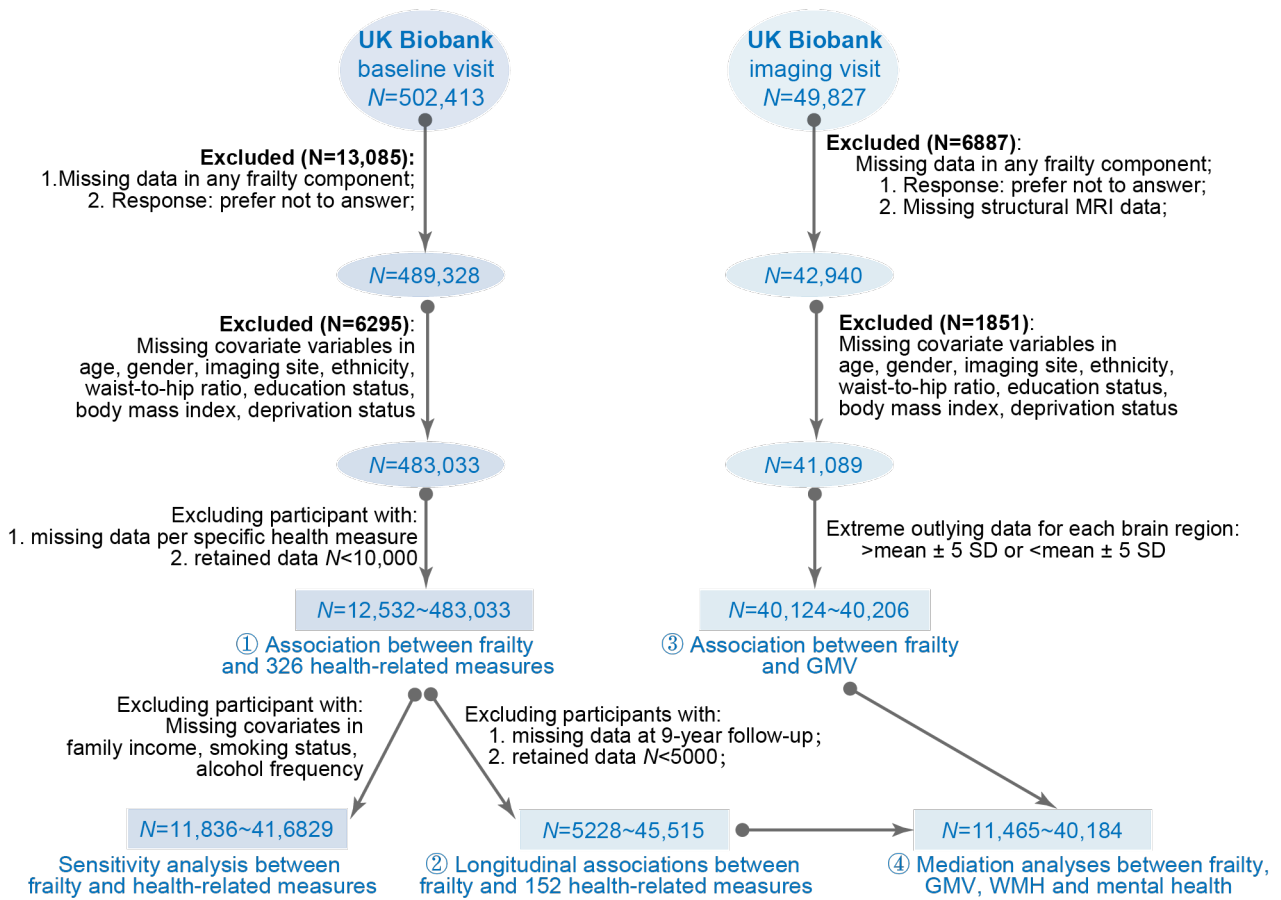 UK Biobank
baseline visit
N=502,413
Excluded (N=13,085):
1.Missing data in any frailty component;
2. Response: prefer not to answer;
N=489,328
Excluded (N=6295):
Missing covariate variables in
age, gender, imaging site, ethnicity,
waist-to-hip ratio, education status,
body mass index, deprivation status
N=483,033
Excluding participant with:
1. missing data per specific health measure
2. retained data N<10,000
N=12,532~483,033
① Association between frailty
and 326 health-related measures
UK Biobank
imaging visit
N=49,827
Excluded (N=6887):
Missing data in any frailty component;
1. Response: prefer not to answer;
2. Missing structural MRI data;
N=42,940
Excluded (N=1851):
Missing covariate variables in
age, gender, imaging site, ethnicity,
waist-to-hip ratio, education status,
body mass index, deprivation status
N=41,089
Extreme outlying data for each brain region:
>mean ± 5 SD or <mean ± 5 SD
N=40,124~40,206
③ Association between frailty
and GMV
Excluding participant with:
Missing covariates in
family income, smoking status,
alcohol frequency
N=11,836~41,6829
Sensitivity analysis between
frailty and health-related measures
Excluding participants with:
1. missing data at 9-year follow-up;
2. retained data N<5000;
N=5228~45,515
② Longitudinal associations between
frailty and 152 health-related measures
N=11,465~40,184
④ Mediation analyses between frailty,
GMV, WMH and mental health